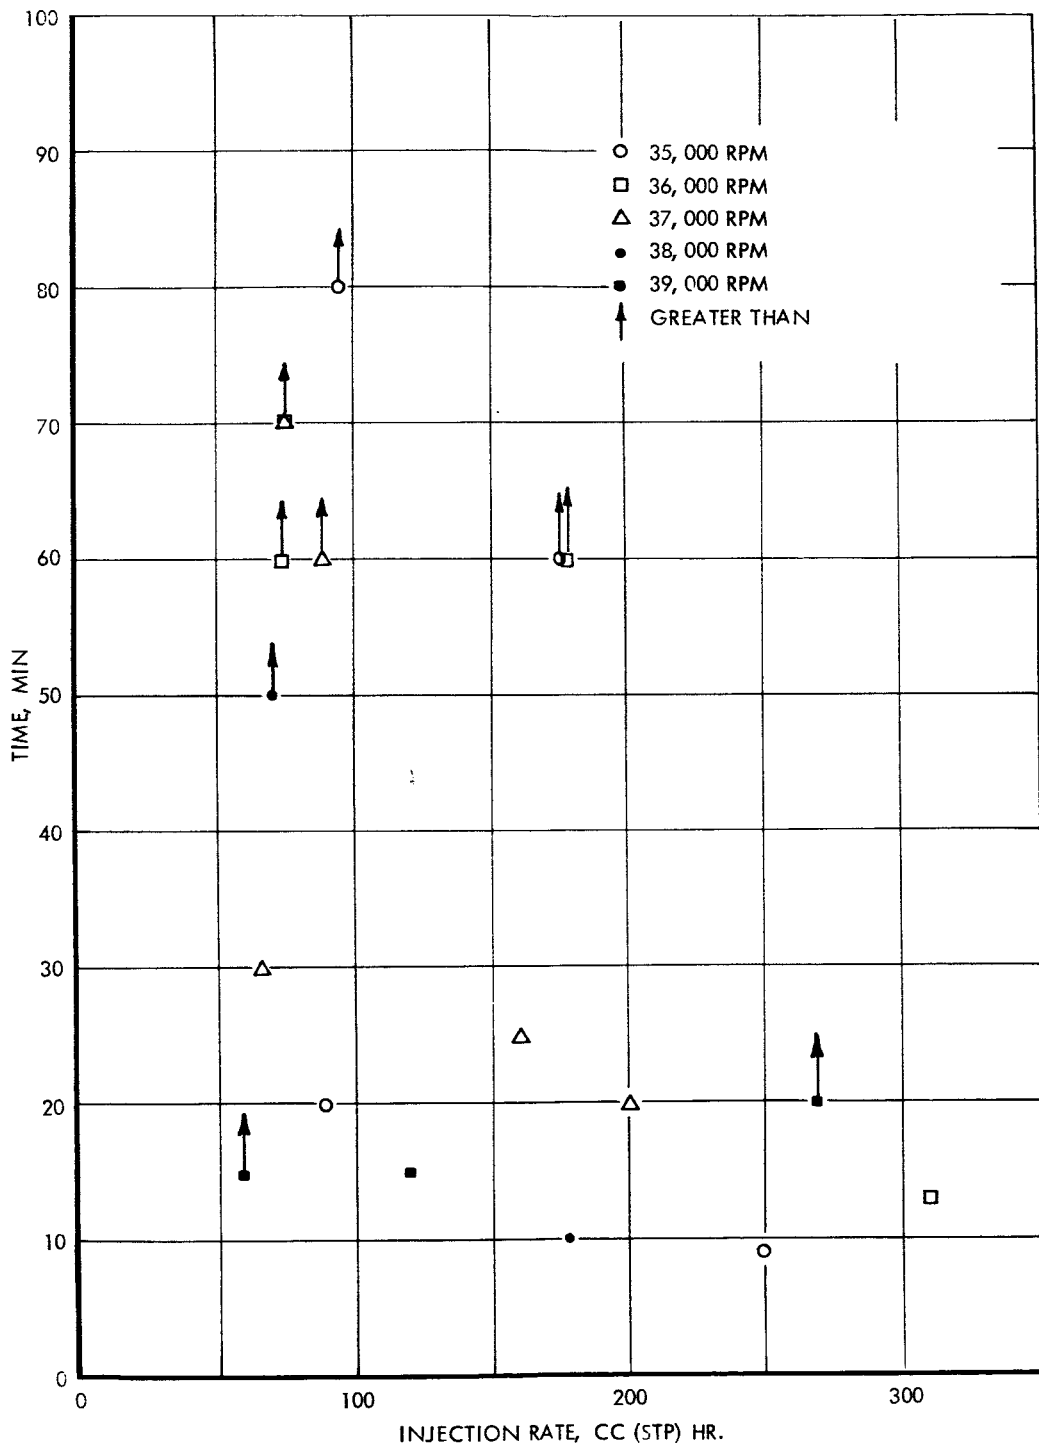 100
90
80
70
60
50
40
30
20
10
0
TIME, MIN
35, 000 RPM
36, 000 RPM
37, 000 RPM
38, 000 RPM
39, 000 RPM
GREATER THAN
0
100
200
300
INJECTION RATE, CC (STP) HR.